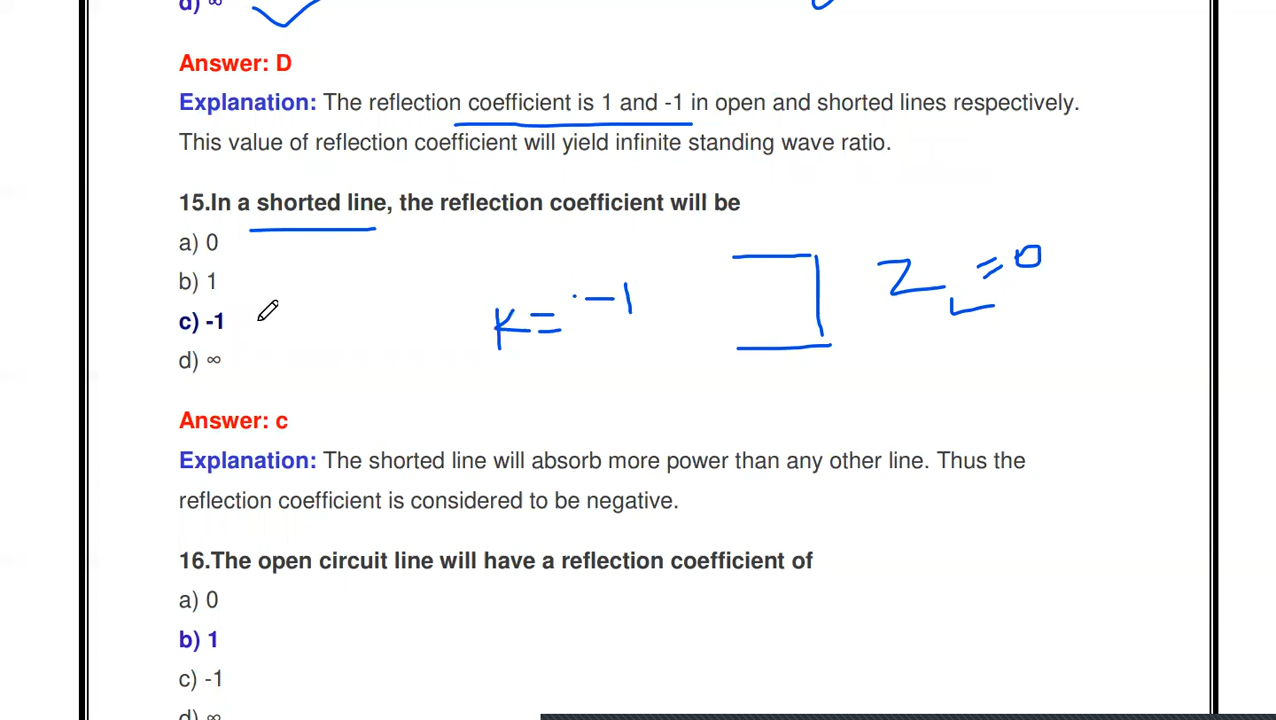 d) ∞
Answer: D
Explanation: The reflection coefficient is 1 and -1 in open and shorted lines respectively.
This value of reflection coefficient will yield infinite standing wave ratio.
15.In a shorted line, the reflection coefficient will be
a) 0
b) 1
c) -1
d) ∞
K = -1
Z_L = 0
Answer: c
Explanation: The shorted line will absorb more power than any other line. Thus the
reflection coefficient is considered to be negative.
16.The open circuit line will have a reflection coefficient of
a) 0
b) 1
c) -1
d) ∞